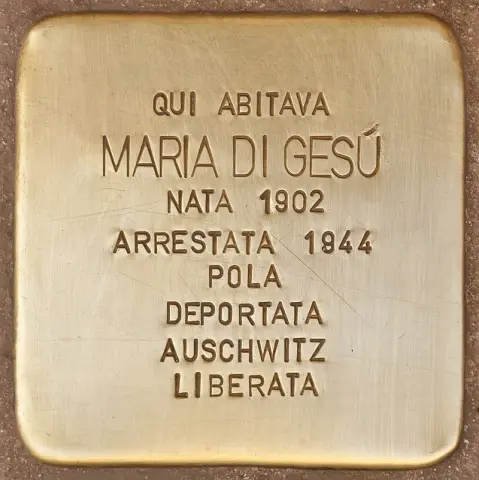 QUI ABITAVA
MARIA DI GESÚ
NATA 1902
ARRESTATA 1944
POLA
DEPORTATA
AUSCHWITZ
LIBERATA